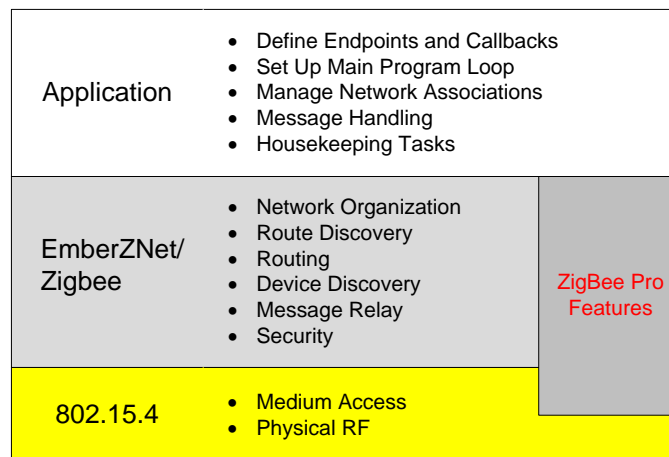 Application
• Define Endpoints and Callbacks
• Set Up Main Program Loop
• Manage Network Associations
• Message Handling
• Housekeeping Tasks
EmberZNet/
Zigbee
• Network Organization
• Route Discovery
• Routing
• Device Discovery
• Message Relay
• Security
ZigBee Pro
Features
802.15.4
• Medium Access
• Physical RF